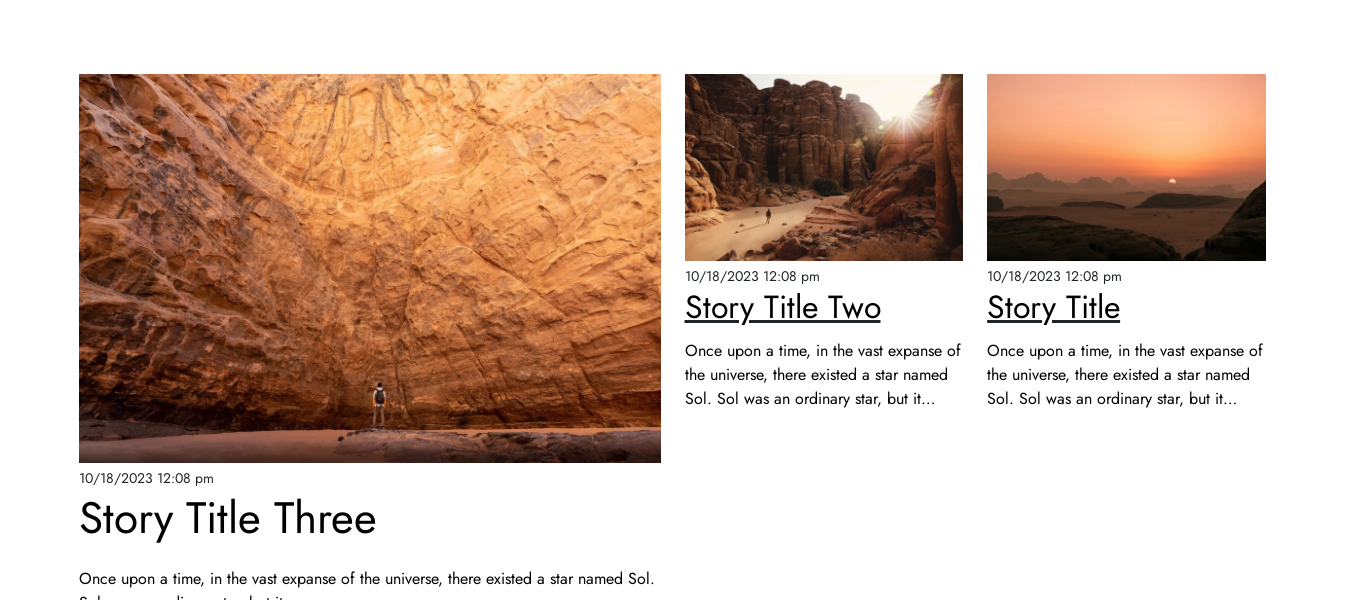 10/18/2023 12:08 pm
Story Title Three
Once upon a time, in the vast expanse of the universe, there existed a star named Sol.
10/18/2023 12:08 pm
Story Title Two
Once upon a time, in the vast expanse of
the universe, there existed a star named
Sol. Sol was an ordinary star, but it...
10/18/2023 12:08 pm
Story Title
Once upon a time, in the vast expanse of
the universe, there existed a star named
Sol. Sol was an ordinary star, but it...